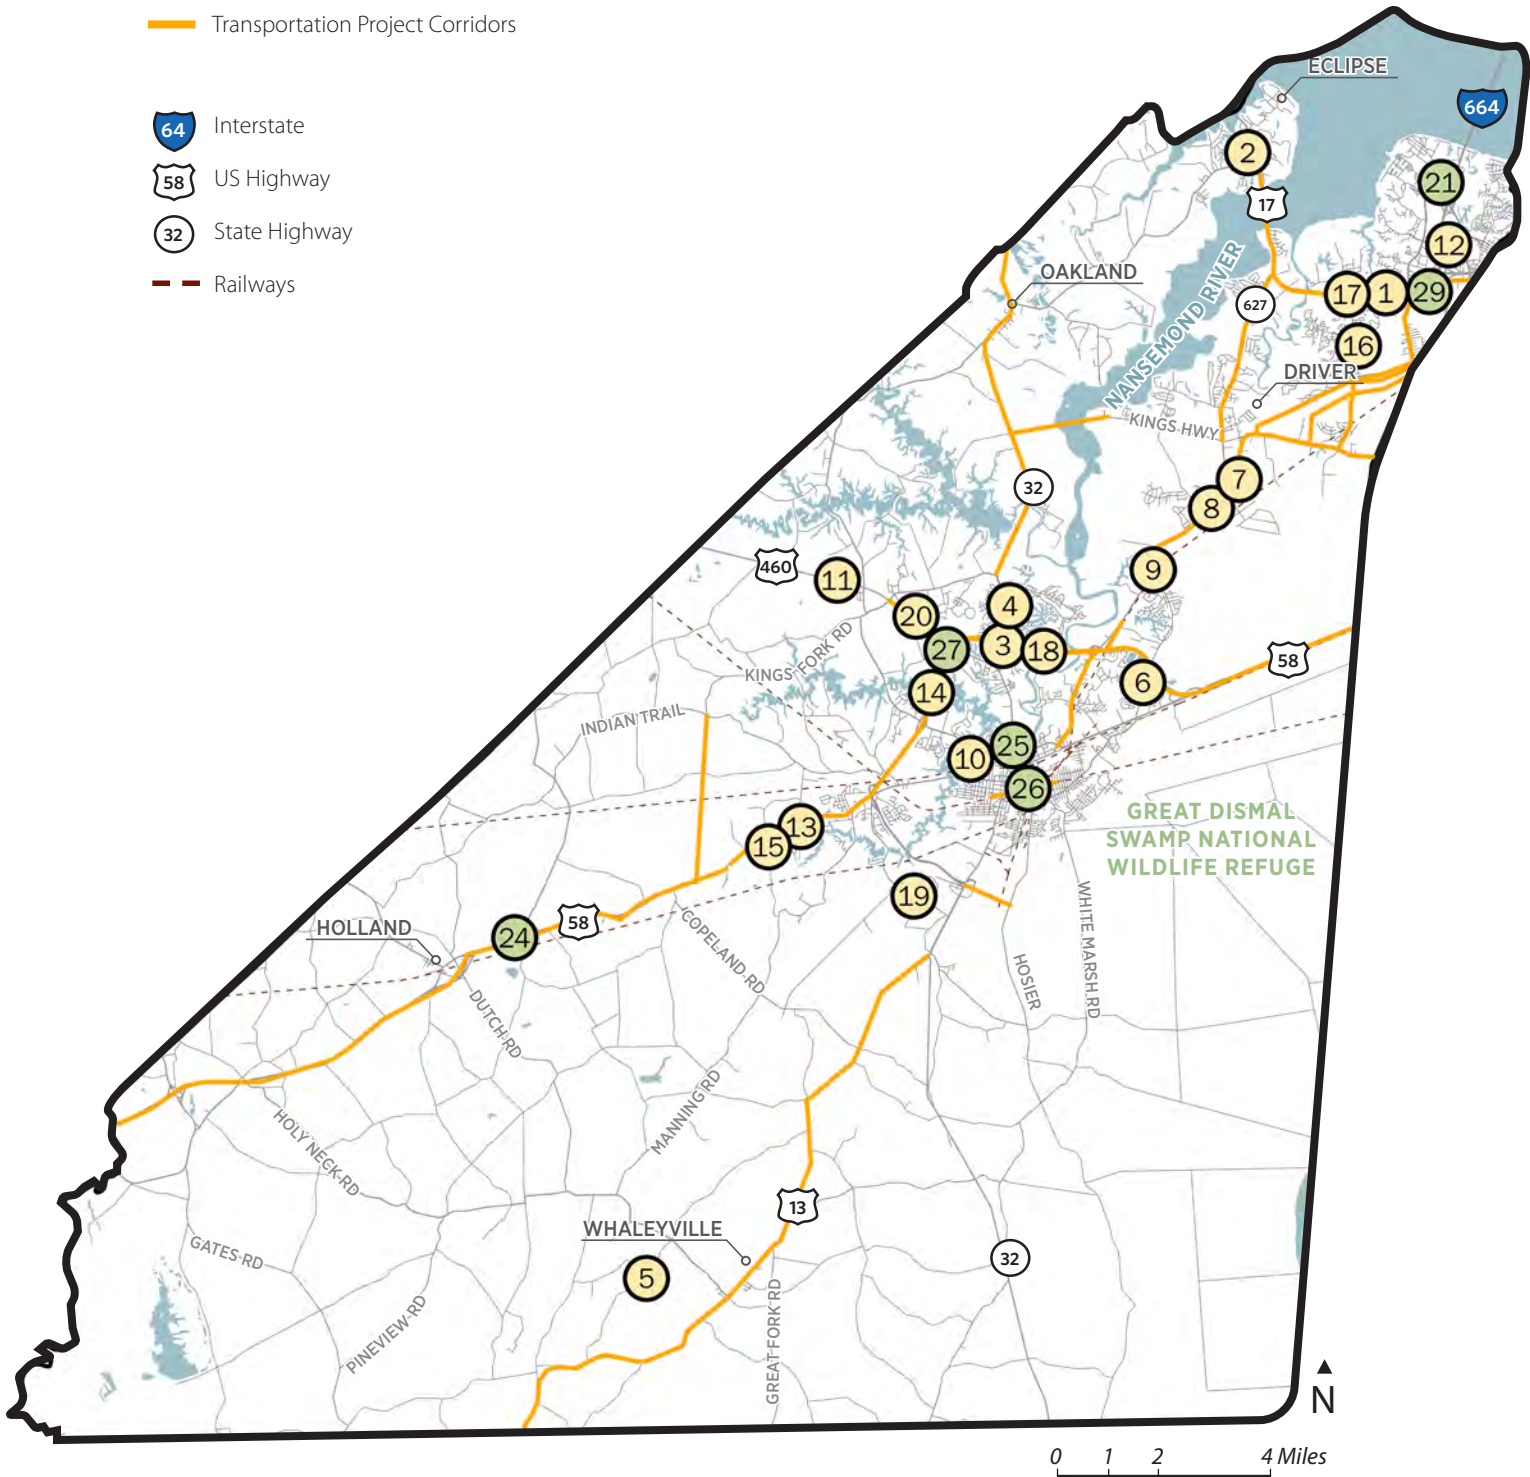 Transportation Project Corridors
64 Interstate
58 US Highway
32 State Highway
Railways
ECLIPSE
664
2
21
17
12
NANSEMOND RIVER
OAKLAND
627
17
1
29
16
DRIVER
KINGS HWY
32
7
8
9
460
11
4
20
3
18
27
KINGS FORK RD
58
6
14
INDIAN TRAIL
25
10
26
GREAT DISMAL
SWAMP NATIONAL
WILDLIFE REFUGE
13
15
19
WHITE MARSH RD
HOLLAND
24
58
COPELAND RD
HOSIER
DUTCH RD
MANNING RD
HOLY NECK RD
13
WHALEYVILLE
32
GATES RD
5
PINEVIEW RD
GREAT FORK RD
N
0 1 2 4 Miles